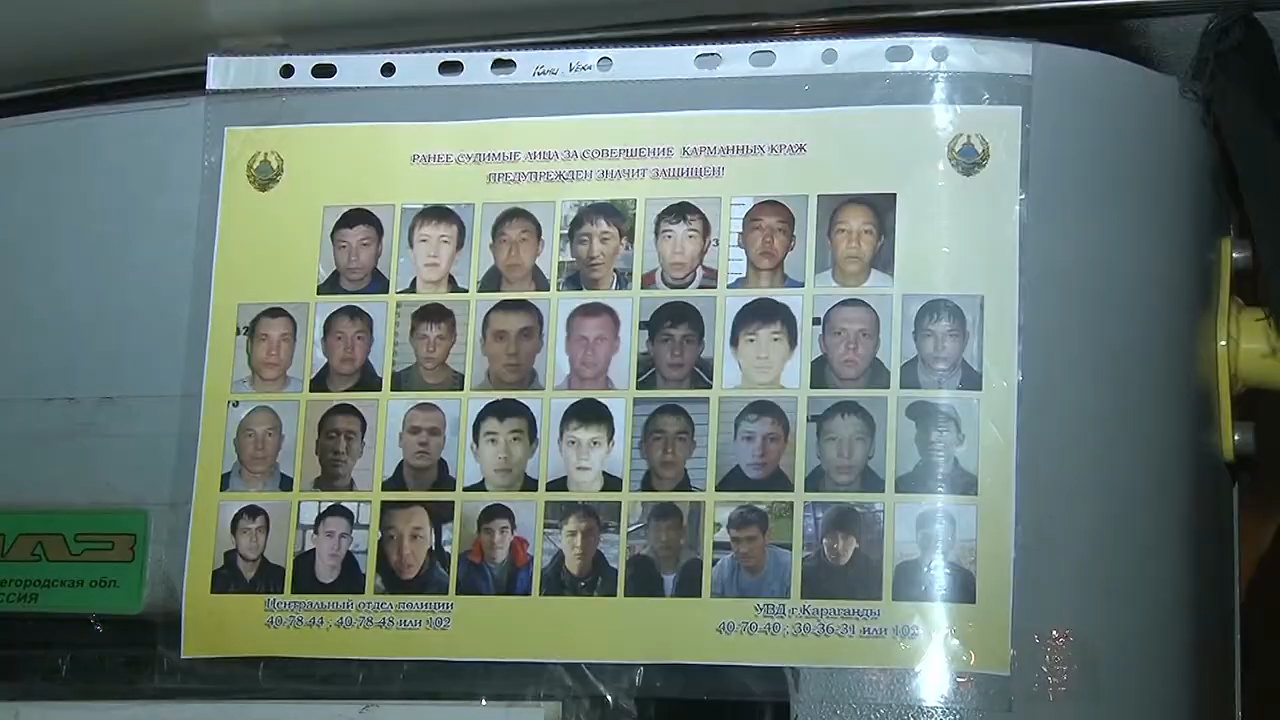 РАНЕЕ СУДИМЫЕ ЛИЦА ЗА СОВЕРШЕНИЕ КАРМАННЫХ КРАЖ
ПРЕДУПРЕЖДЕН ЗНАЧИТ ЗАЩИЩЕН!
Центральный отдел полиции
40-78-44 ; 40-78-48 или 102
УВД г.Караганды
40-70-40 ; 30-36-31 или 102
егородская обл.
ССИЯ